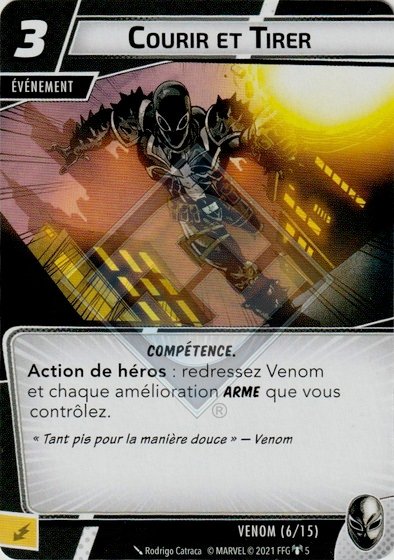 3
COURIR ET TIRER
ÉVÉNEMENT
COMPÉTENCE.
Action de héros : redressez Venom
et chaque amélioration ARME que vous
contrôlez.
®
« Tant pis pour la manière douce » — Venom
VENOM (6/15)
Rodrigo Catraca © MARVEL © 2021 FFG 5